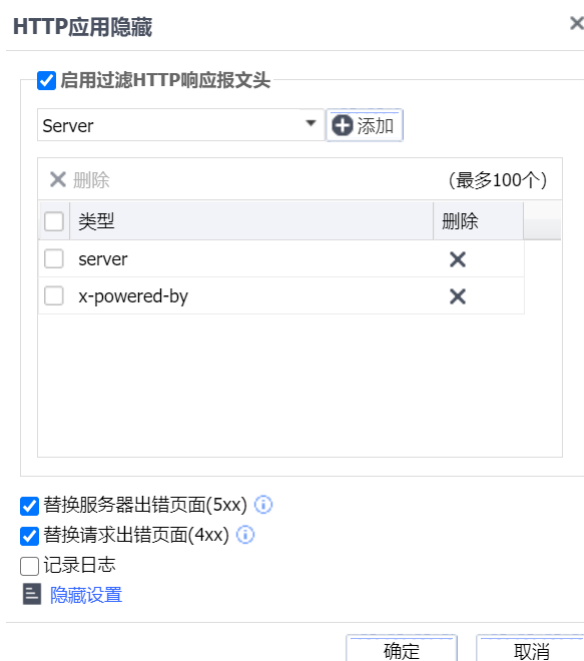 HTTP应用隐藏
启用过滤HTTP响应报文头
Server 添加
删除 (最多100个)
类型 删除
server
x-powered-by
替换服务器出错页面(5xx)
替换请求出错页面(4xx)
记录日志
隐藏设置
确定 取消